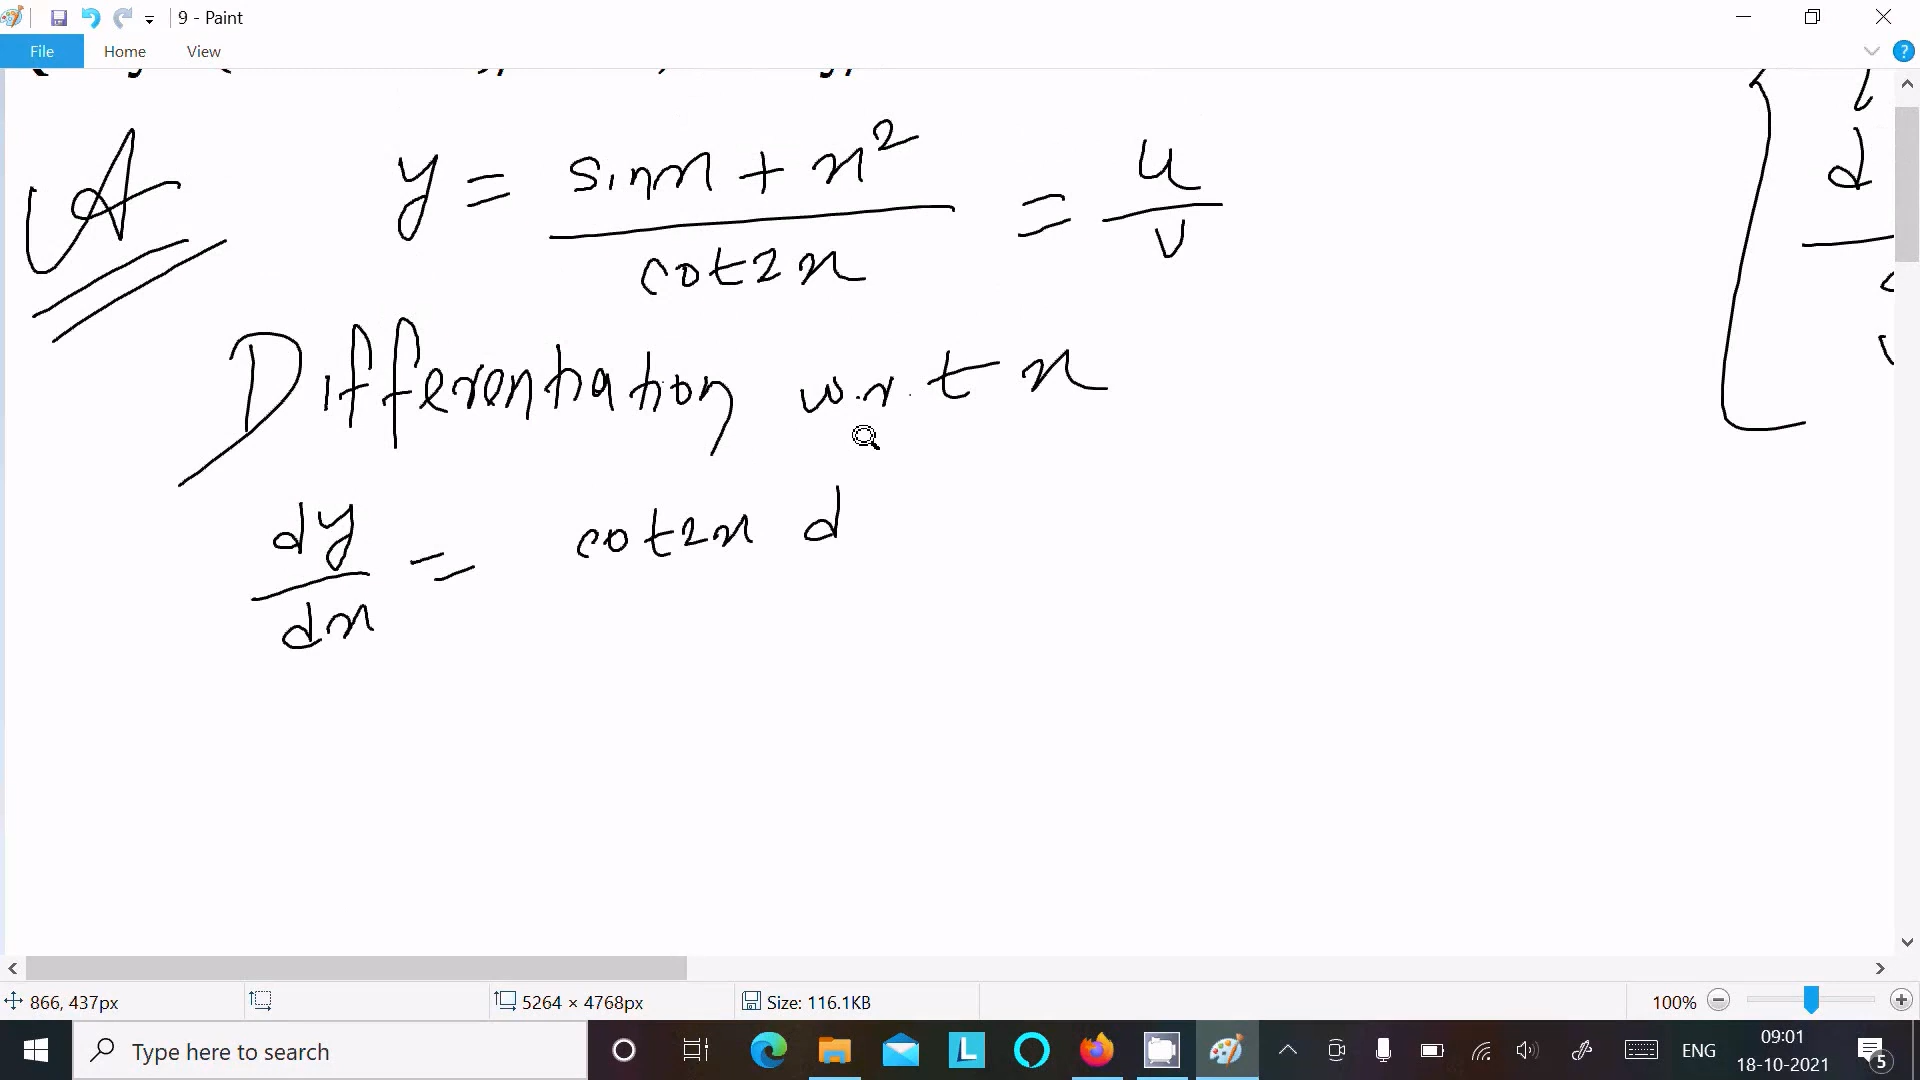 9 - Paint
File Home View
A
y = sinx + x² / cot2x = u / v
Differentiation w.r.t x
dy / dx = cot2x d
d
866, 437px 5264 × 4768px Size: 116.1KB 100%
Type here to search
L
ENG 09:01
18-10-2021
5